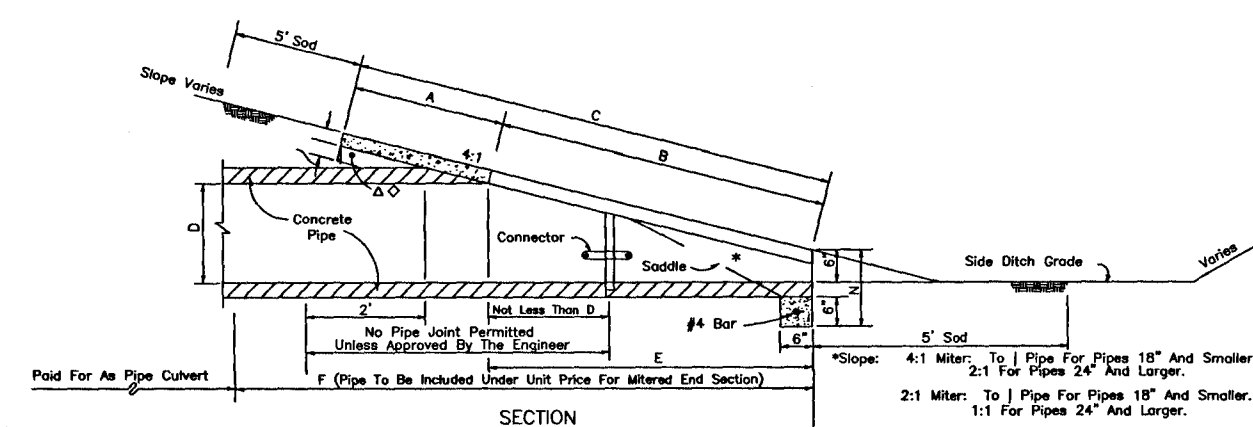 5' Sod
Slope Varies
A
C
B
4:1
△◇
D
Concrete
Pipe
Connector
Saddle
*
6"
N
6"
Side Ditch Grade
Varies
Not Less Than D
#4 Bar
2'
6"
5' Sod
No Pipe Joint Permitted
Unless Approved By The Engineer
E
*Slope: 4:1 Miter: To | Pipe For Pipes 18" And Smaller
2:1 For Pipes 24" And Larger.
Paid For As Pipe Culvert
F (Pipe To Be Included Under Unit Price For Mitered End Section)
2:1 Miter: To | Pipe For Pipes 18" And Smaller.
1:1 For Pipes 24" And Larger.
SECTION